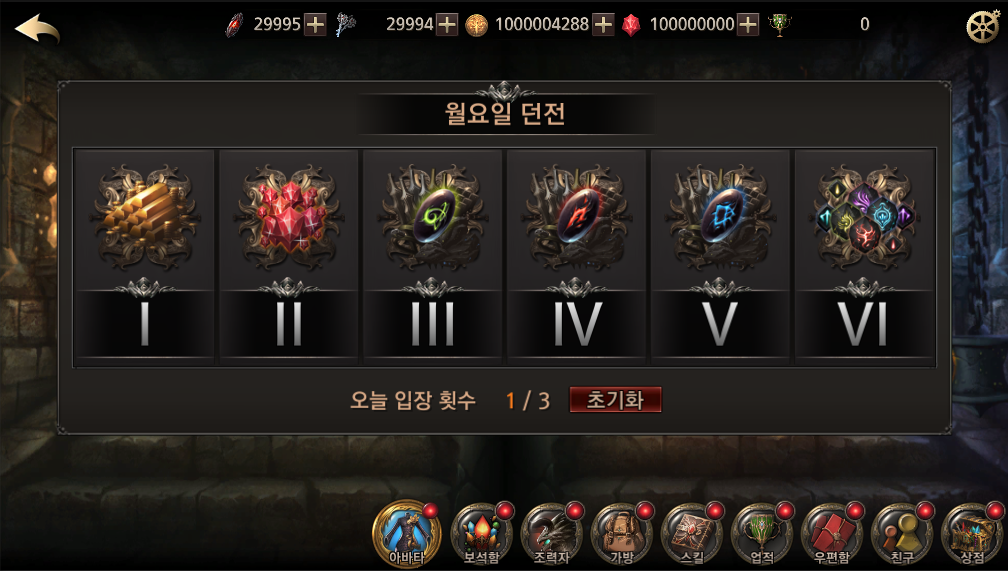 29995 29994 1000004288 100000000 0
월요일 던전
I II III IV V VI
오늘 입장 횟수 1 / 3 초기화
아바타 보석함 조력자 가방 스킬 업적 우편함 친구 상점